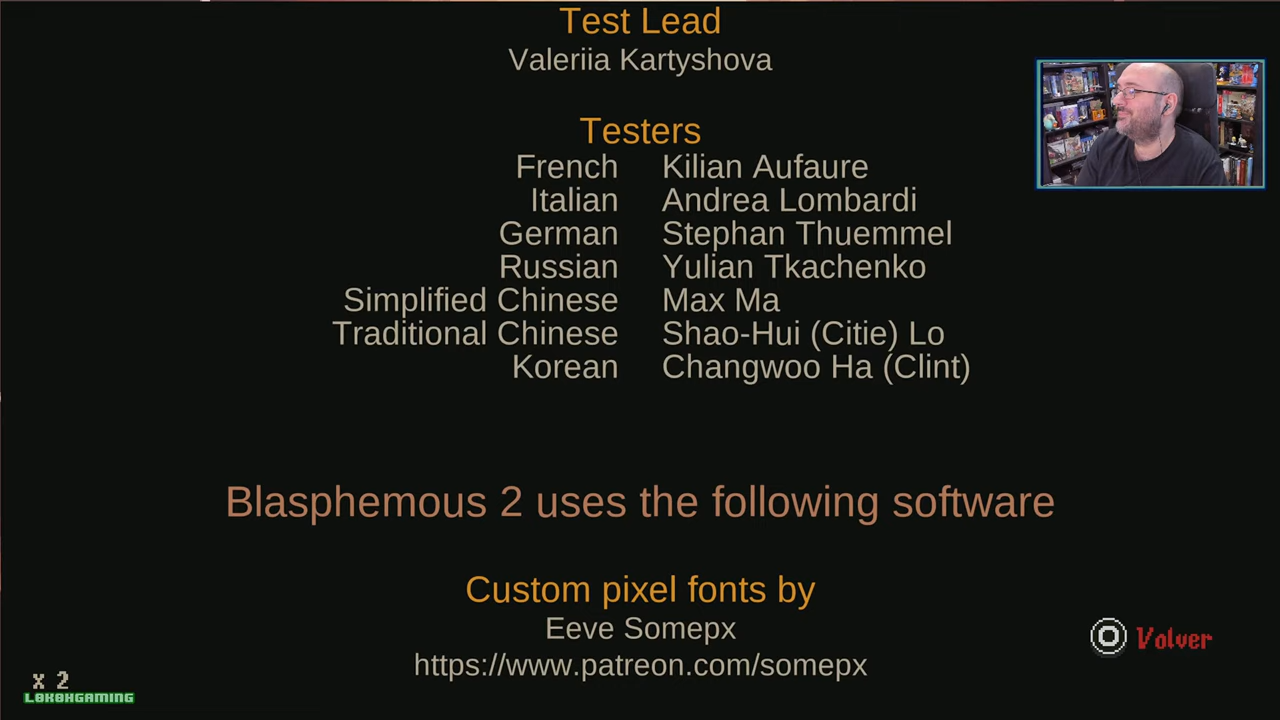 Test Lead
Valeriia Kartyshova
Testers
French Kilian Aufaure
Italian Andrea Lombardi
German Stephan Thuemmel
Russian Yulian Tkachenko
Simplified Chinese Max Ma
Traditional Chinese Shao-Hui (Citie) Lo
Korean Changwoo Ha (Clint)
Blasphemous 2 uses the following software
Custom pixel fonts by
Eeve Somepx
https://www.patreon.com/somepx
Volver
x 2
L0K0XGAMING